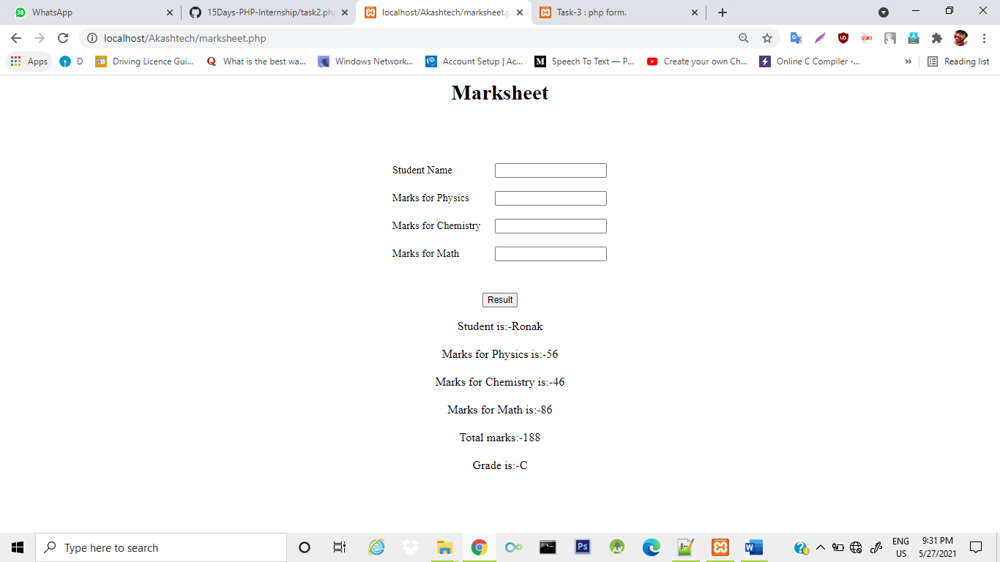 WhatsApp
15Days-PHP-Internship/task2.php
localhost/Akashtech/marksheet.p
Task-3 : php form.
localhost/Akashtech/marksheet.php
Apps
D
Driving Licence Gui...
What is the best wa...
Windows Network...
Account Setup | Ac...
Speech To Text — P...
Create your own Ch...
Online C Compiler -...
»
Reading list
Marksheet
Student Name
Marks for Physics
Marks for Chemistry
Marks for Math
Result
Student is:-Ronak
Marks for Physics is:-56
Marks for Chemistry is:-46
Marks for Math is:-86
Total marks:-188
Grade is:-C
Type here to search
ENG
US
9:31 PM
5/27/2021